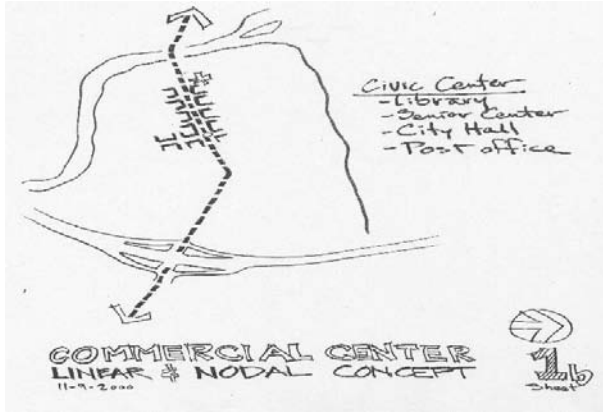 Civic Center
-Library
-Senior Center
-City Hall
-Post office
COMMERCIAL CENTER
LINEAR & NODAL CONCEPT
11-9-2000
1b
Sheet